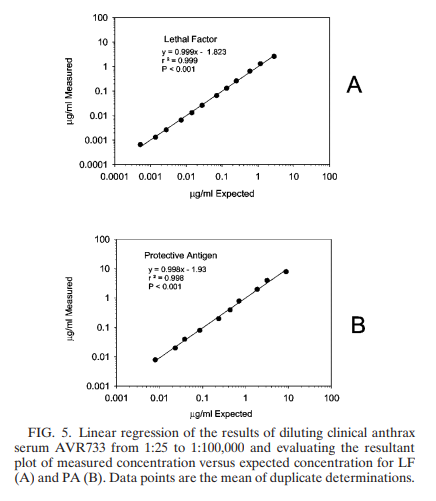 100
10
1
0.1
0.01
0.001
0.0001
µg/ml Measured
Lethal Factor
y = 0.999x - 1.823
r² = 0.999
P < 0.001
A
0.0001 0.001 0.01 0.1 1 10 100
µg/ml Expected
100
10
1
0.1
0.01
0.001
µg/ml Measured
Protective Antigen
y = 0.998x - 1.93
r² = 0.998
P < 0.001
B
0.001 0.01 0.1 1 10 100
µg/ml Expected
FIG. 5. Linear regression of the results of diluting clinical anthrax
serum AVR733 from 1:25 to 1:100,000 and evaluating the resultant
plot of measured concentration versus expected concentration for LF
(A) and PA (B). Data points are the mean of duplicate determinations.